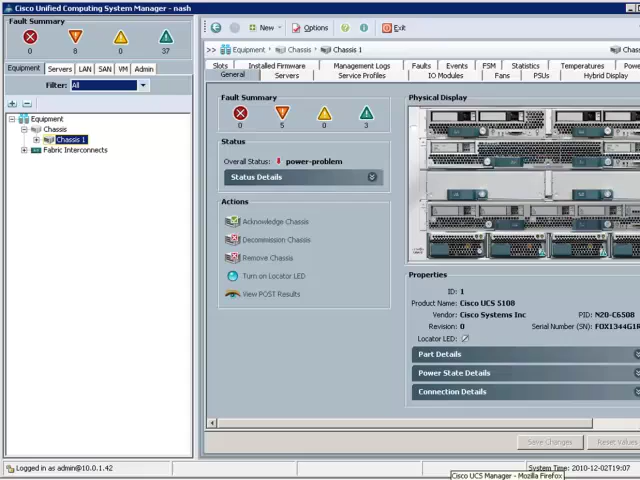 Cisco Unified Computing System Manager - nash
Fault Summary
0 8 0 37
Equipment Servers LAN SAN VM Admin
Filter: All
Equipment
Chassis
Chassis 1
Fabric Interconnects
New Options Exit
>> Equipment Chassis Chassis 1
Slots Installed Firmware Management Logs Faults Events FSM Statistics Temperatures Power
General Servers Service Profiles IO Modules Fans PSUs Hybrid Display
Fault Summary
0 5 0 3
Status
Overall Status: power-problem
Status Details
Actions
Acknowledge Chassis
Decommission Chassis
Remove Chassis
Turn on Locator LED
View POST Results
Physical Display
Properties
ID: 1
Product Name: Cisco UCS 5108
Vendor: Cisco Systems Inc PID: N20-C6508
Revision: 0 Serial Number (SN): FOX1344G1R
Locator LED:
Part Details
Power State Details
Connection Details
Save Changes Reset Values
Logged in as admin@10.0.1.42
System Time: 2010-12-02T19:07
Cisco UCS Manager - Mozilla Firefox